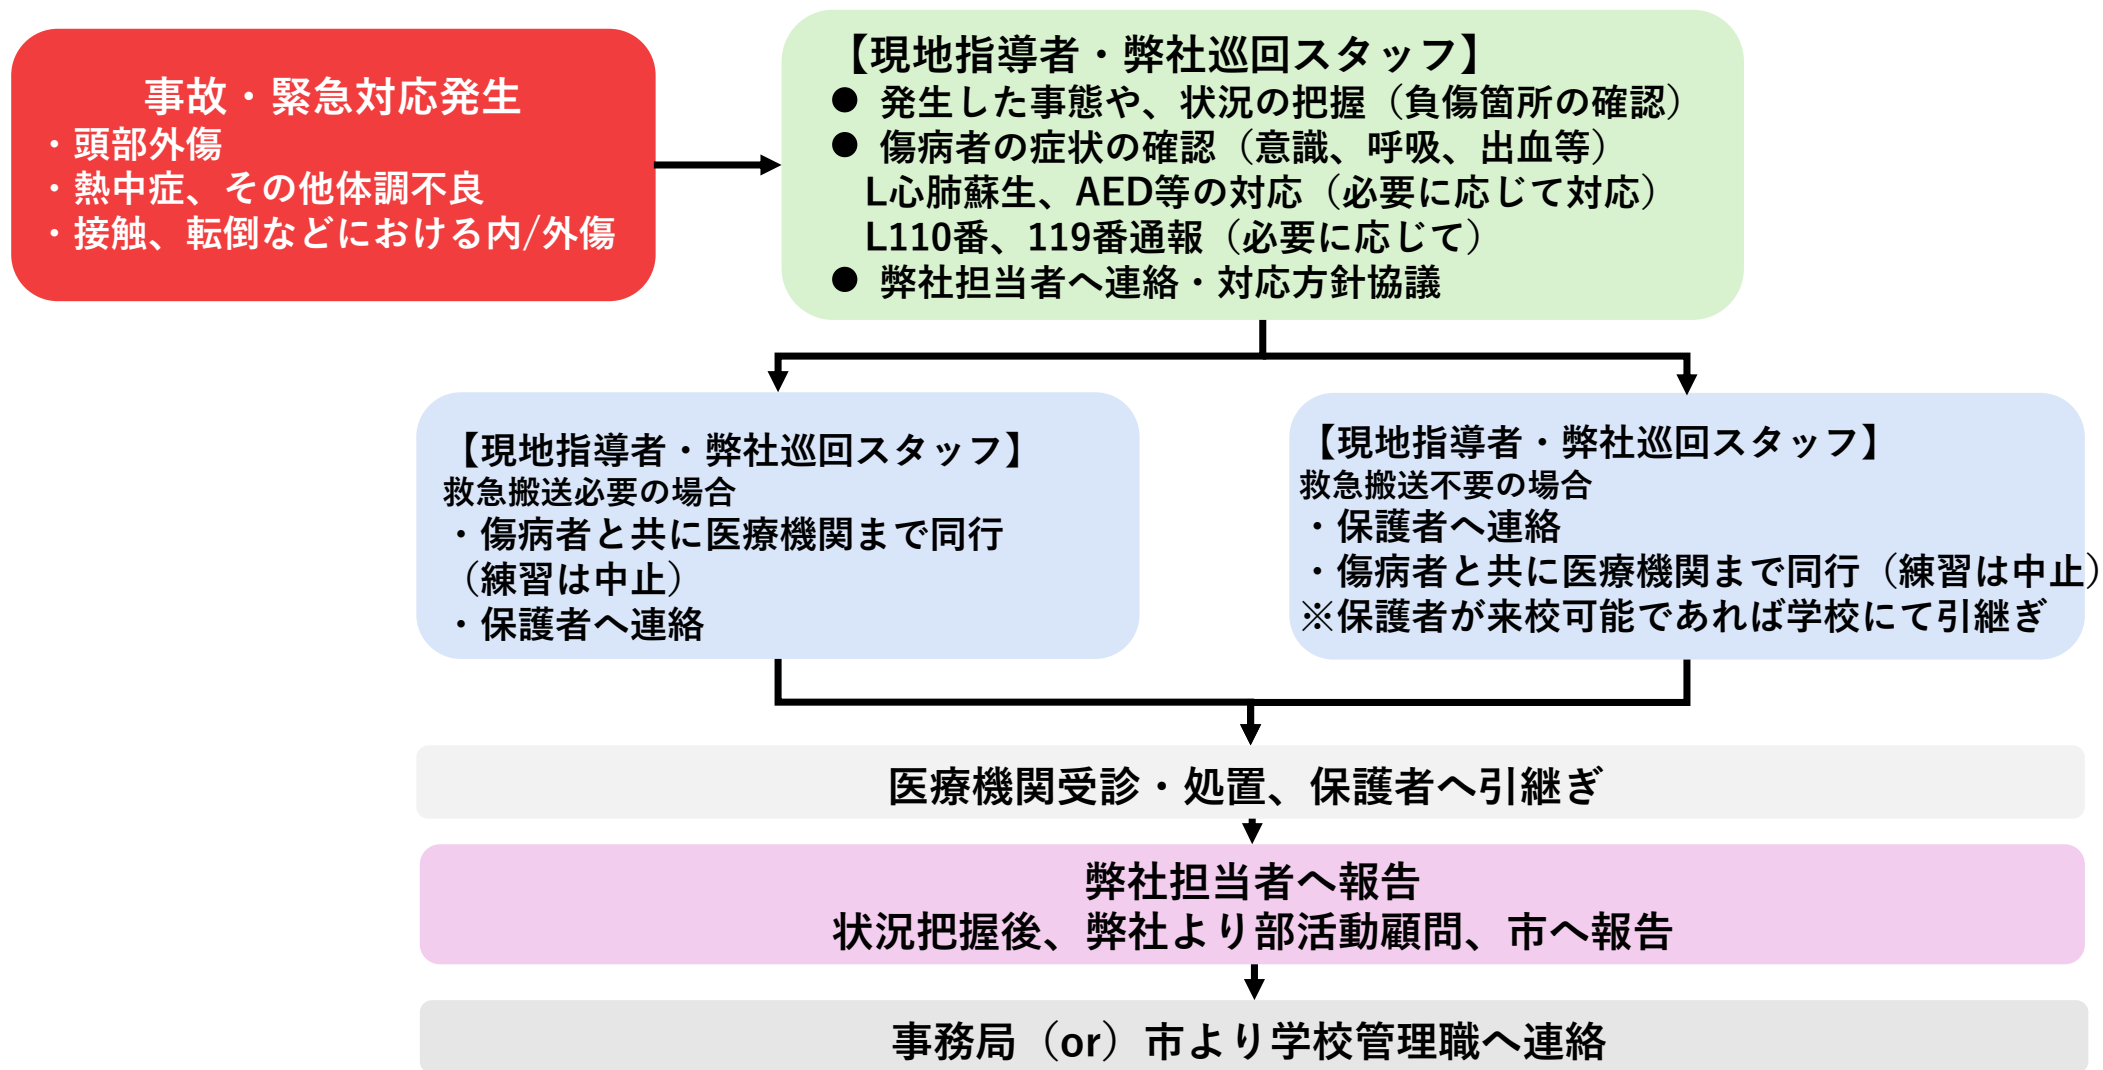 事故・緊急対応発生
・頭部外傷
・熱中症、その他体調不良
・接触、転倒などにおける内/外傷
【現地指導者・弊社巡回スタッフ】
● 発生した事態や、状況の把握（負傷箇所の確認）
● 傷病者の症状の確認（意識、呼吸、出血等）
L心肺蘇生、AED等の対応（必要に応じて対応）
L110番、119番通報（必要に応じて）
● 弊社担当者へ連絡・対応方針協議
【現地指導者・弊社巡回スタッフ】
救急搬送必要の場合
・傷病者と共に医療機関まで同行
（練習は中止）
・保護者へ連絡
【現地指導者・弊社巡回スタッフ】
救急搬送不要の場合
・保護者へ連絡
・傷病者と共に医療機関まで同行（練習は中止）
※保護者が来校可能であれば学校にて引継ぎ
医療機関受診・処置、保護者へ引継ぎ
弊社担当者へ報告
状況把握後、弊社より部活動顧問、市へ報告
事務局（or）市より学校管理職へ連絡